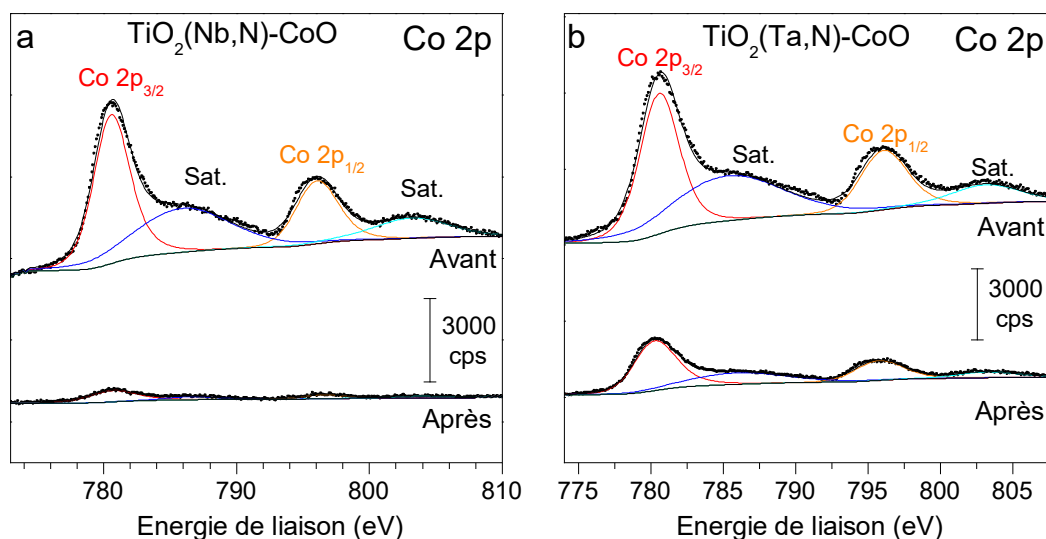 a
TiO₂(Nb,N)-CoO
Co 2p
Co 2p₃/₂
Sat.
Co 2p₁/₂
Sat.
Avant
3000
cps
Après
780 790 800 810
Energie de liaison (eV)
b
TiO₂(Ta,N)-CoO
Co 2p
Co 2p₃/₂
Sat.
Co 2p₁/₂
Sat.
Avant
3000
cps
Après
775 780 785 790 795 800 805
Energie de liaison (eV)